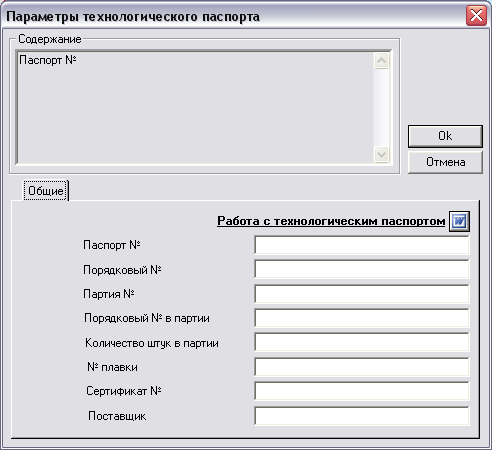 Параметры технологического паспорта
Содержание
Паспорт №
Ok
Отмена
Общие
Работа с технологическим паспортом
Паспорт №
Порядковый №
Партия №
Порядковый № в партии
Количество штук в партии
№ плавки
Сертификат №
Поставщик